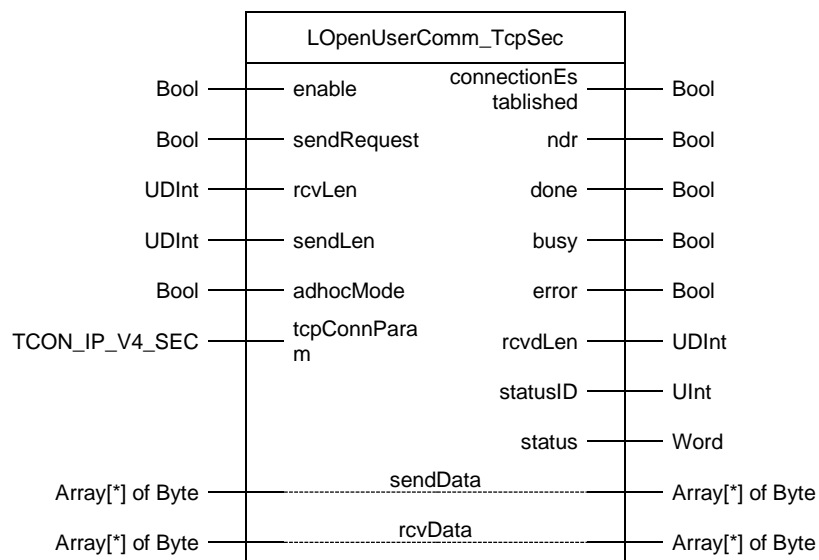 LOpenUserComm_TcpSec
Bool enable connectionEs
tablished Bool
Bool sendRequest ndr Bool
UDInt rcvLen done Bool
UDInt sendLen busy Bool
Bool adhocMode error Bool
TCON_IP_V4_SEC tcpConnPara
m rcvdLen UDInt
statusID UInt
status Word
Array[*] of Byte sendData Array[*] of Byte
Array[*] of Byte rcvData Array[*] of Byte